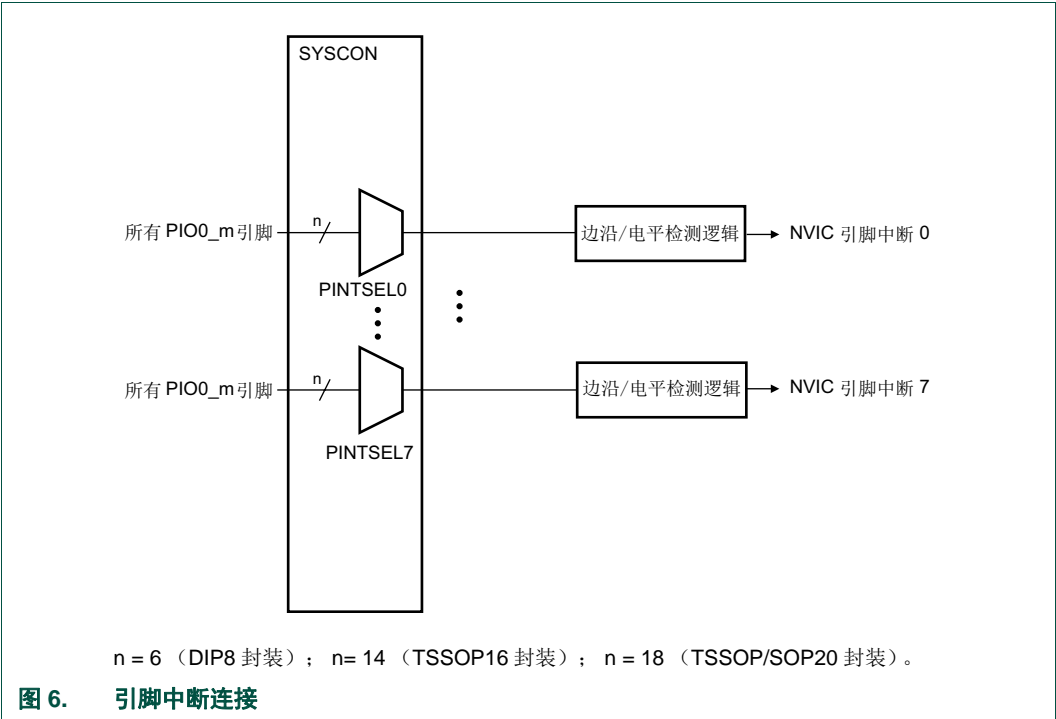 SYSCON
所有 PIO0_m引脚
n
边沿/电平检测逻辑
NVIC 引脚中断 0
PINTSEL0
所有 PIO0_m引脚
n
边沿/电平检测逻辑
NVIC 引脚中断 7
PINTSEL7
n = 6 （DIP8 封装）； n= 14 （TSSOP16 封装）； n = 18 （TSSOP/SOP20 封装）。
图 6. 引脚中断连接